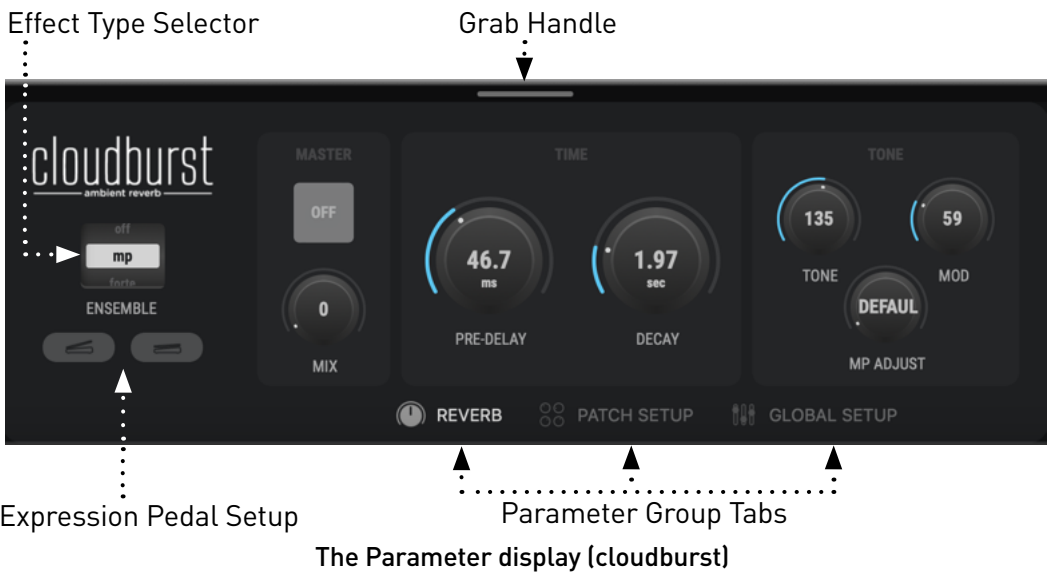 Effect Type Selector
Grab Handle
cloudburst
ambient reverb
off
mp
forte
ENSEMBLE
MASTER
OFF
0
MIX
TIME
46.7
ms
PRE-DELAY
1.97
sec
DECAY
TONE
135
TONE
59
MOD
DEFAUL
MP ADJUST
REVERB
PATCH SETUP
GLOBAL SETUP
Expression Pedal Setup
Parameter Group Tabs
The Parameter display (cloudburst)